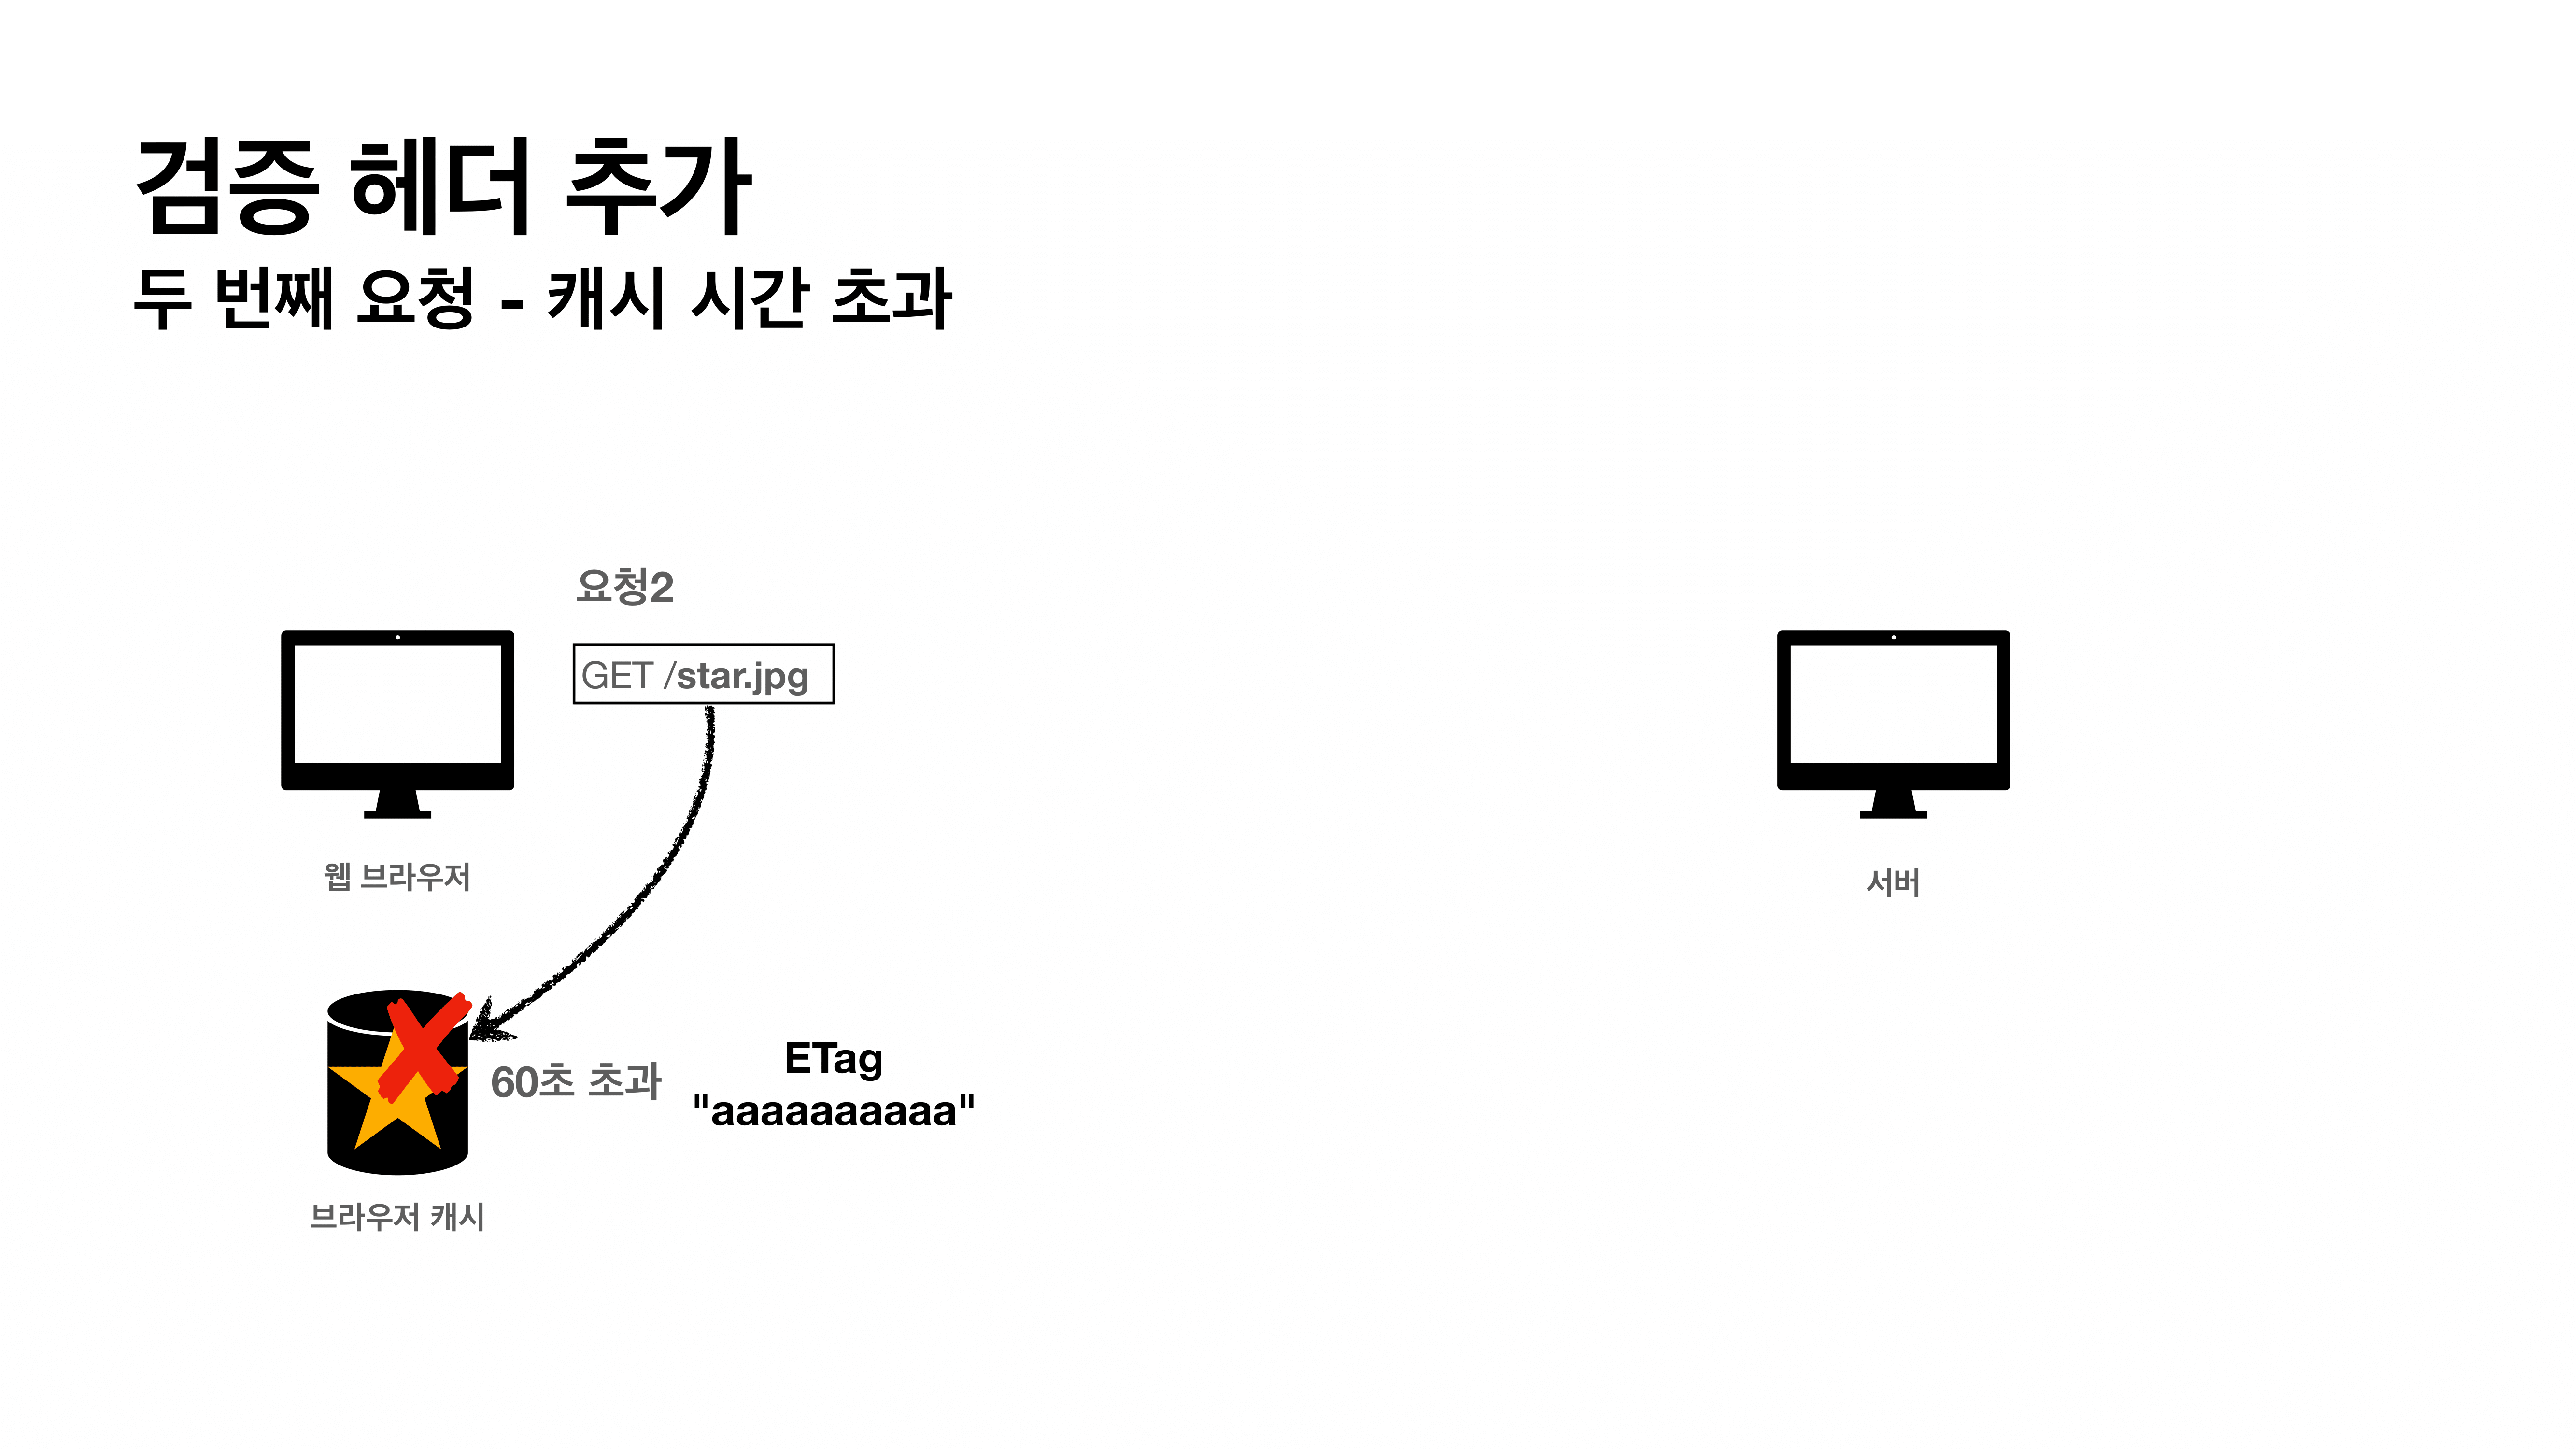 검증 헤더 추가
두 번째 요청 - 캐시 시간 초과
요청2
GET /star.jpg
웹 브라우저
서버
60초 초과
ETag
"aaaaaaaaaa"
브라우저 캐시